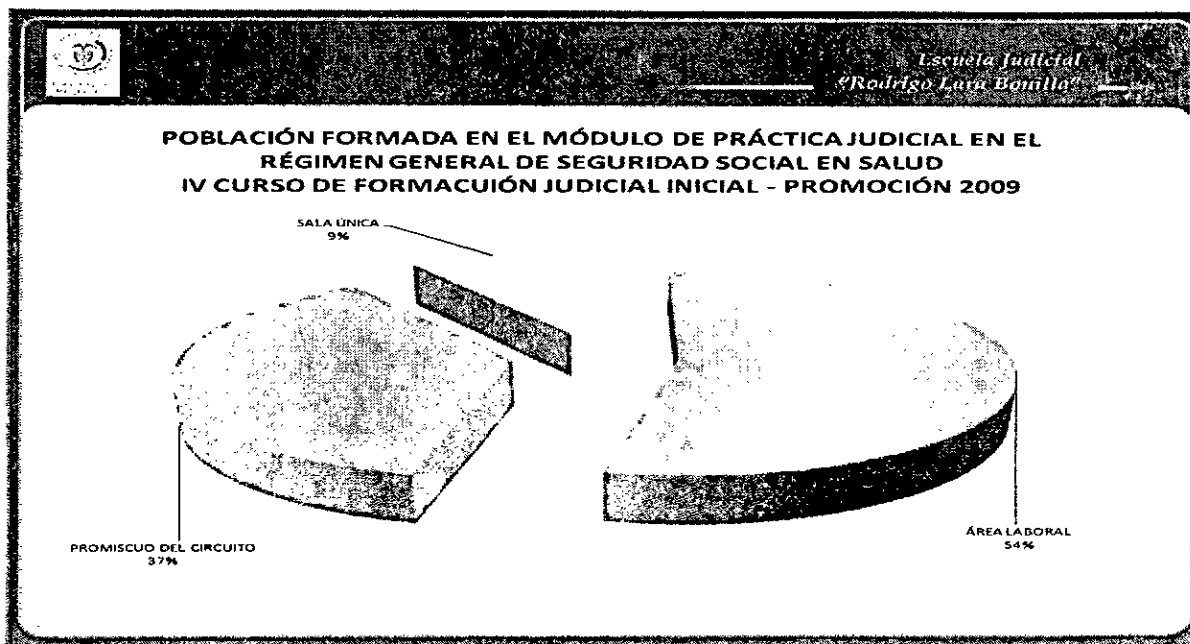 Escuela Judicial
"Rodrigo Lara Bonilla"
POBLACIÓN FORMADA EN EL MÓDULO DE PRÁCTICA JUDICIAL EN EL
RÉGIMEN GENERAL DE SEGURIDAD SOCIAL EN SALUD
IV CURSO DE FORMACUIÓN JUDICIAL INICIAL - PROMOCIÓN 2009
SALA ÚNICA
9%
PROMISCUO DEL CIRCUITO
37%
ÁREA LABORAL
54%